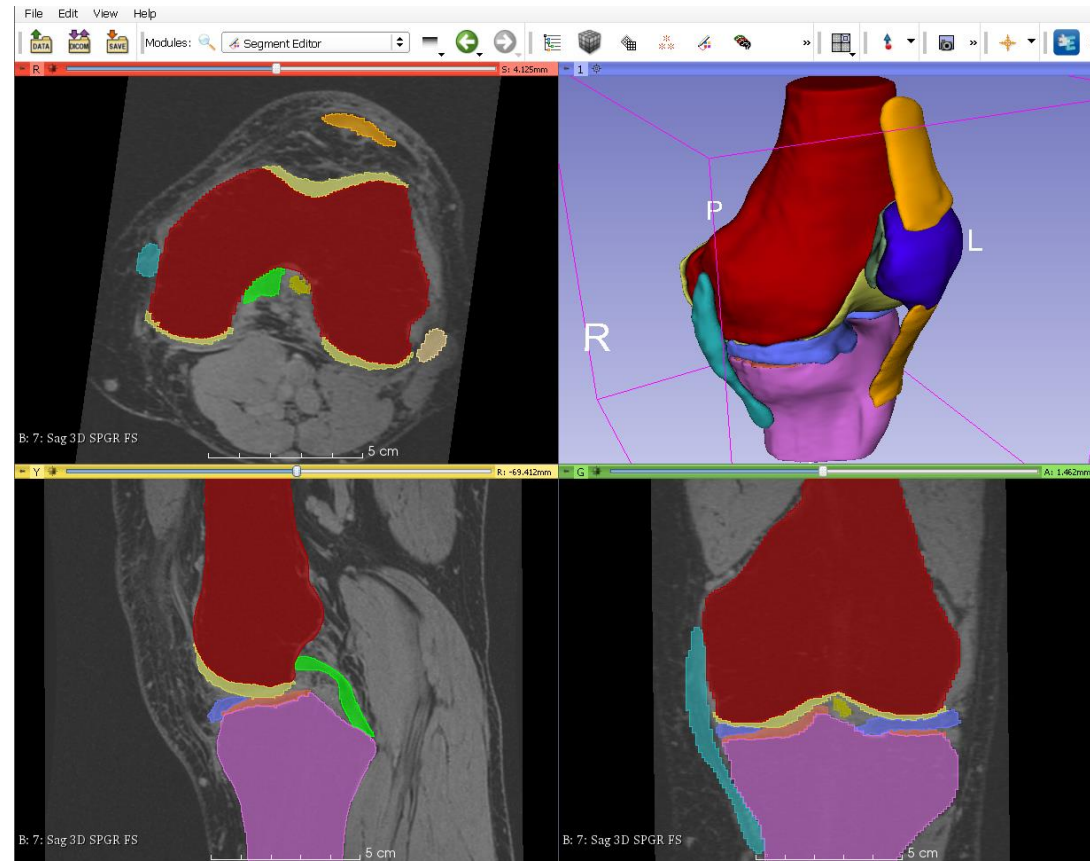 File Edit View Help
DATA DICOM SAVE Modules: Segment Editor » »
R S: 4.125mm
1
P
L
R
B: 7: Sag 3D SPGR FS
5 cm
Y R: -69.412mm
G A: 1.462mm
B: 7: Sag 3D SPGR FS
5 cm
B: 7: Sag 3D SPGR FS
5 cm